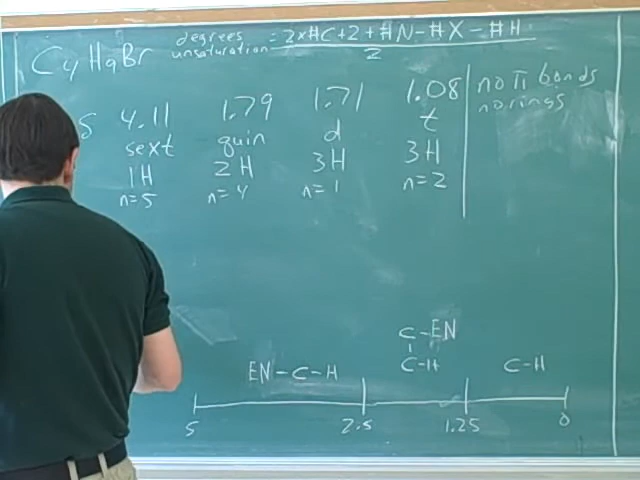 C4H9Br
degrees unsaturation = 2x#C+2+#N-#X-#H / 2
δ 4.11 1.79 1.71 1.08
sext quin d t
1H 2H 3H 3H
n=5 n=4 n=1 n=2
no π bonds
no rings
C-EN
EN-C-H C-H C-H
5 2.5 1.25 0